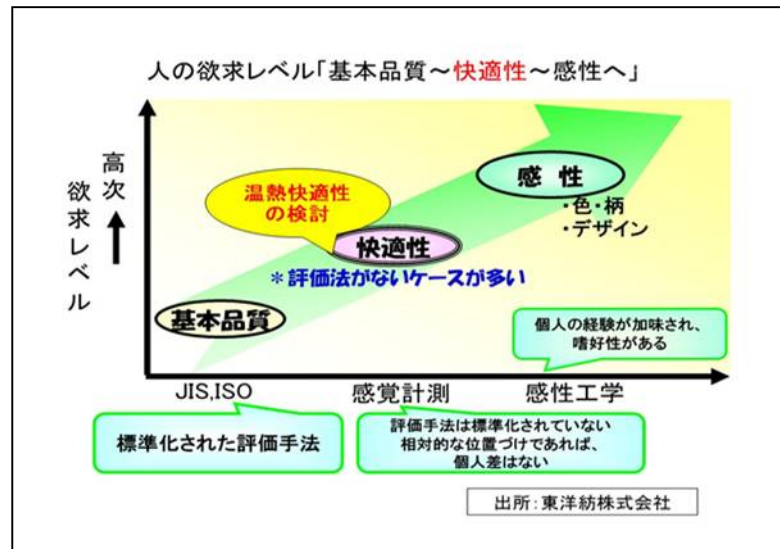 人の欲求レベル「基本品質～快適性～感性へ」
高次
欲求レベル
温熱快適性
の検討
感 性
・色・柄
・デザイン
快適性
＊評価法がないケースが多い
基本品質
個人の経験が加味され、
嗜好性がある
JIS,ISO
感覚計測
感性工学
標準化された評価手法
評価手法は標準化されていない
相対的な位置づけであれば、
個人差はない
出所：東洋紡株式会社